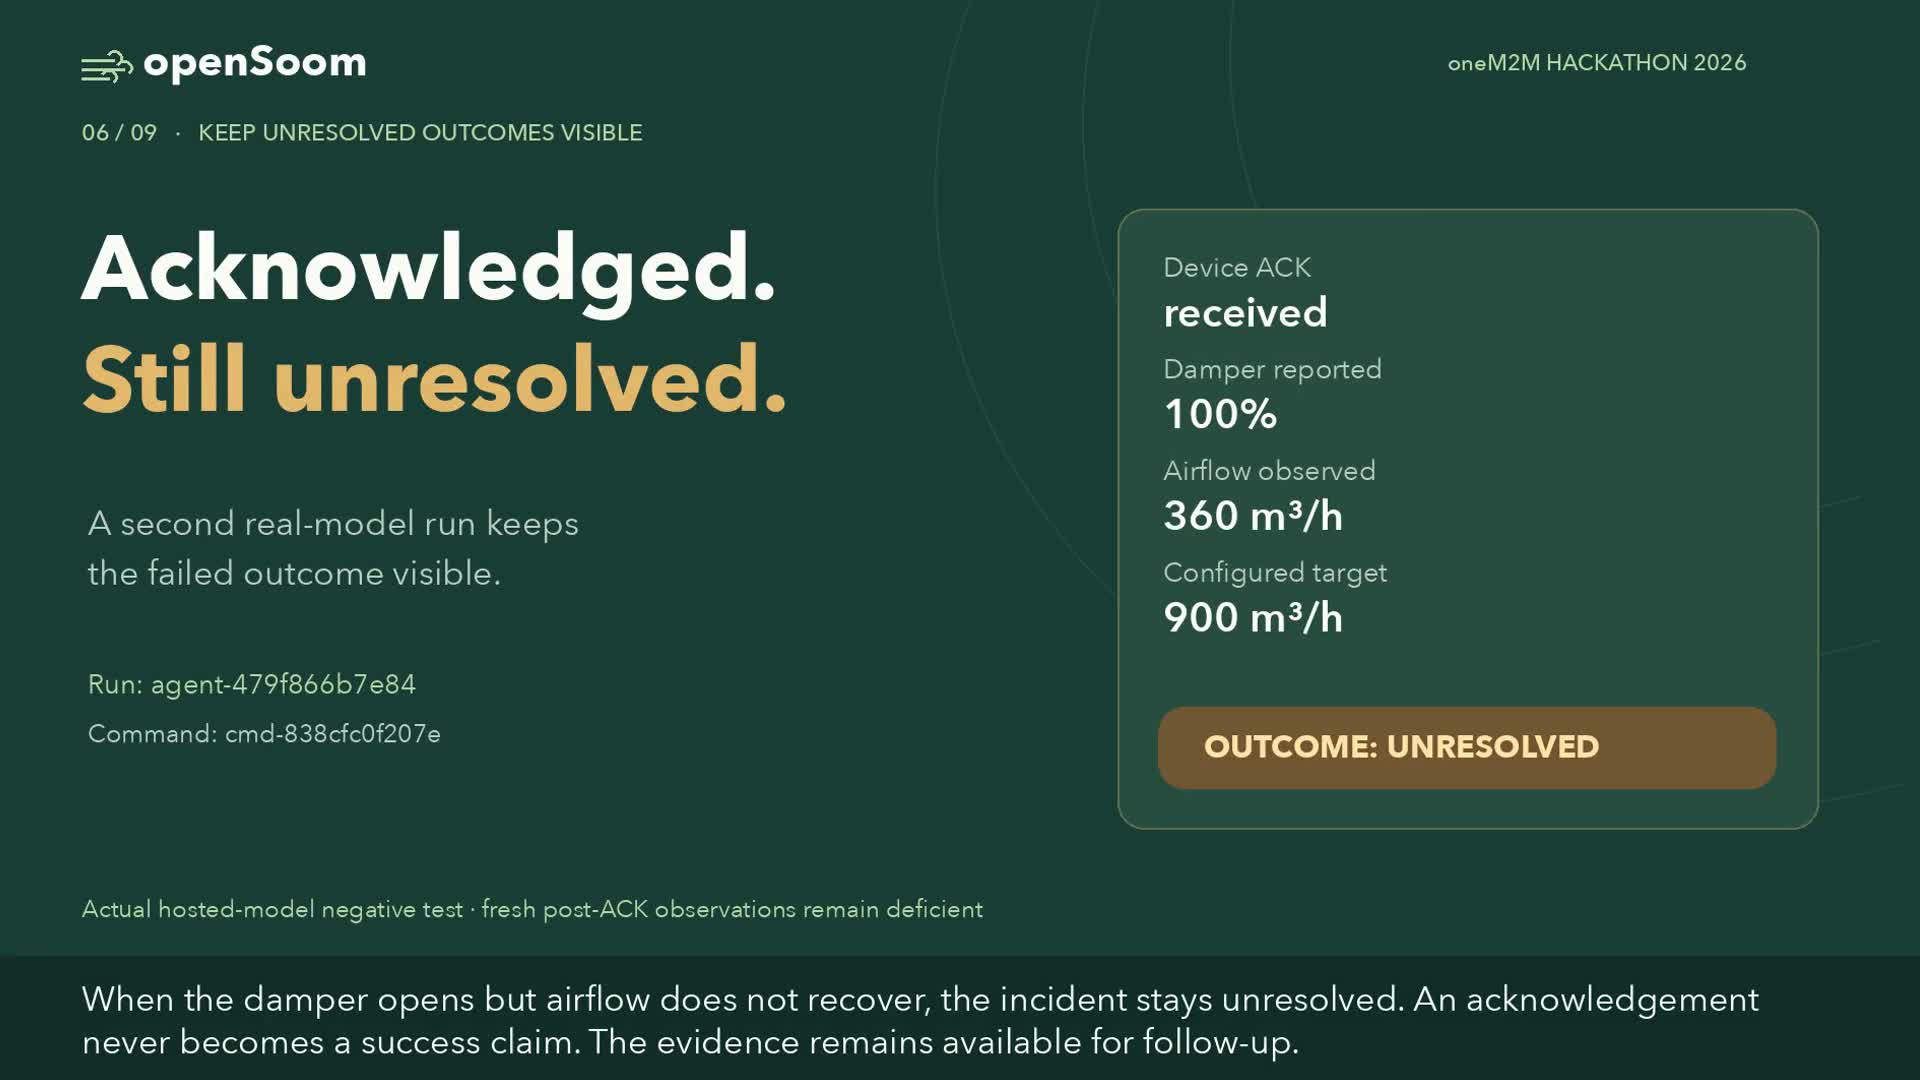 openSoom
oneM2M HACKATHON 2026
06 / 09 · KEEP UNRESOLVED OUTCOMES VISIBLE
Acknowledged.
Still unresolved.
A second real-model run keeps
the failed outcome visible.
Run: agent-479f866b7e84
Command: cmd-838cfc0f207e
Device ACK
received
Damper reported
100%
Airflow observed
360 m³/h
Configured target
900 m³/h
OUTCOME: UNRESOLVED
Actual hosted-model negative test · fresh post-ACK observations remain deficient
When the damper opens but airflow does not recover, the incident stays unresolved. An acknowledgement
never becomes a success claim. The evidence remains available for follow-up.